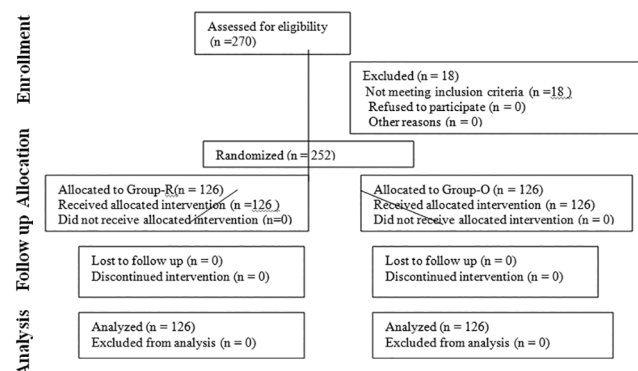 Enrollment
Assessed for eligibility
(n =270)
Excluded (n = 18)
Not meeting inclusion criteria (n =18 )
Refused to participate (n = 0)
Other reasons (n = 0)
Randomized (n = 252)
Allocation
Allocated to Group-R(n = 126)
Received allocated intervention (n =126 )
Did not receive allocated intervention (n=0)
Allocated to Group-O (n = 126)
Received allocated intervention (n = 126)
Did not receive allocated intervention (n = 0)
Follow up
Lost to follow up (n = 0)
Discontinued intervention (n = 0)
Lost to follow up (n = 0)
Discontinued intervention (n = 0)
Analysis
Analyzed (n = 126)
Excluded from analysis (n = 0)
Analyzed (n = 126)
Excluded from analysis (n = 0)